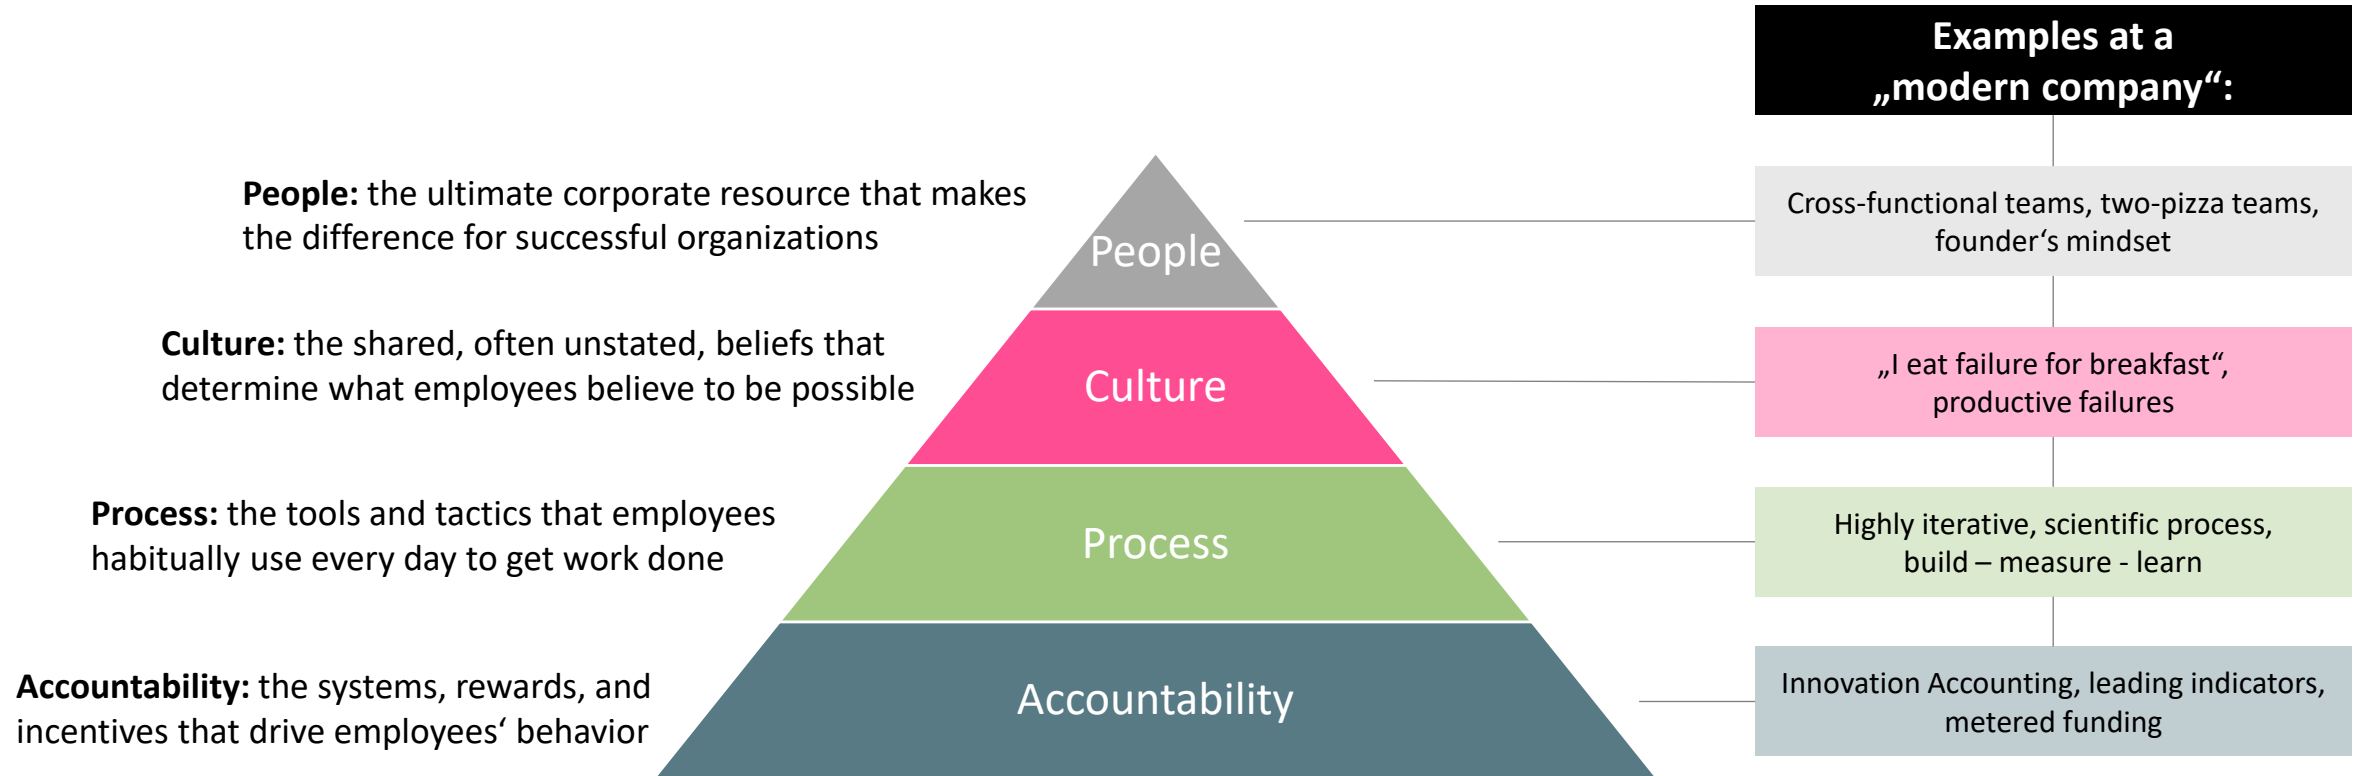 Examples at a
„modern company“:
People: the ultimate corporate resource that makes
the difference for successful organizations
People
Cross-functional teams, two-pizza teams,
founder‘s mindset
Culture: the shared, often unstated, beliefs that
determine what employees believe to be possible
Culture
„I eat failure for breakfast“,
productive failures
Process: the tools and tactics that employees
habitually use every day to get work done
Process
Highly iterative, scientific process,
build – measure - learn
Accountability: the systems, rewards, and
incentives that drive employees‘ behavior
Accountability
Innovation Accounting, leading indicators,
metered funding